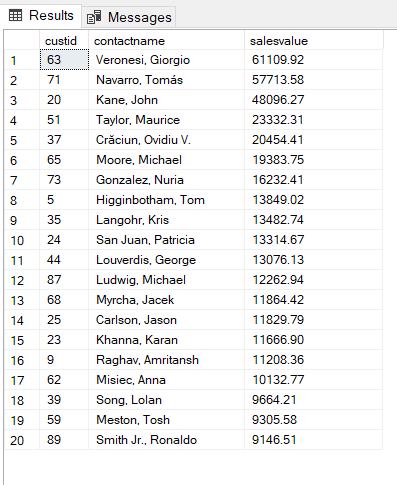 Results Messages
custid contactname salesvalue
1 63 Veronesi, Giorgio 61109.92
2 71 Navarro, Tomás 57713.58
3 20 Kane, John 48096.27
4 51 Taylor, Maurice 23332.31
5 37 Crăciun, Ovidiu V. 20454.41
6 65 Moore, Michael 19383.75
7 73 Gonzalez, Nuria 16232.41
8 5 Higginbotham, Tom 13849.02
9 35 Langohr, Kris 13482.74
10 24 San Juan, Patricia 13314.67
11 44 Louverdis, George 13076.13
12 87 Ludwig, Michael 12262.94
13 68 Myrcha, Jacek 11864.42
14 25 Carlson, Jason 11829.79
15 23 Khanna, Karan 11666.90
16 9 Raghav, Amritansh 11208.36
17 62 Misiec, Anna 10132.77
18 39 Song, Lolan 9664.21
19 59 Meston, Tosh 9305.58
20 89 Smith Jr., Ronaldo 9146.51